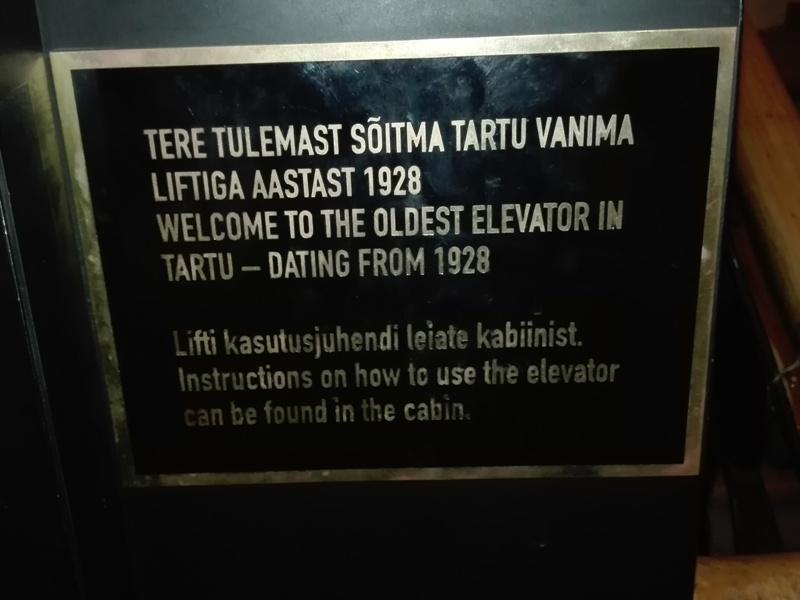 TERE TULEMAST SÕITMA TARTU VANIMA
LIFTIGA AASTAST 1928
WELCOME TO THE OLDEST ELEVATOR IN
TARTU – DATING FROM 1928
Lifti kasutusjuhendi leiate kabiinist.
Instructions on how to use the elevator
can be found in the cabin.